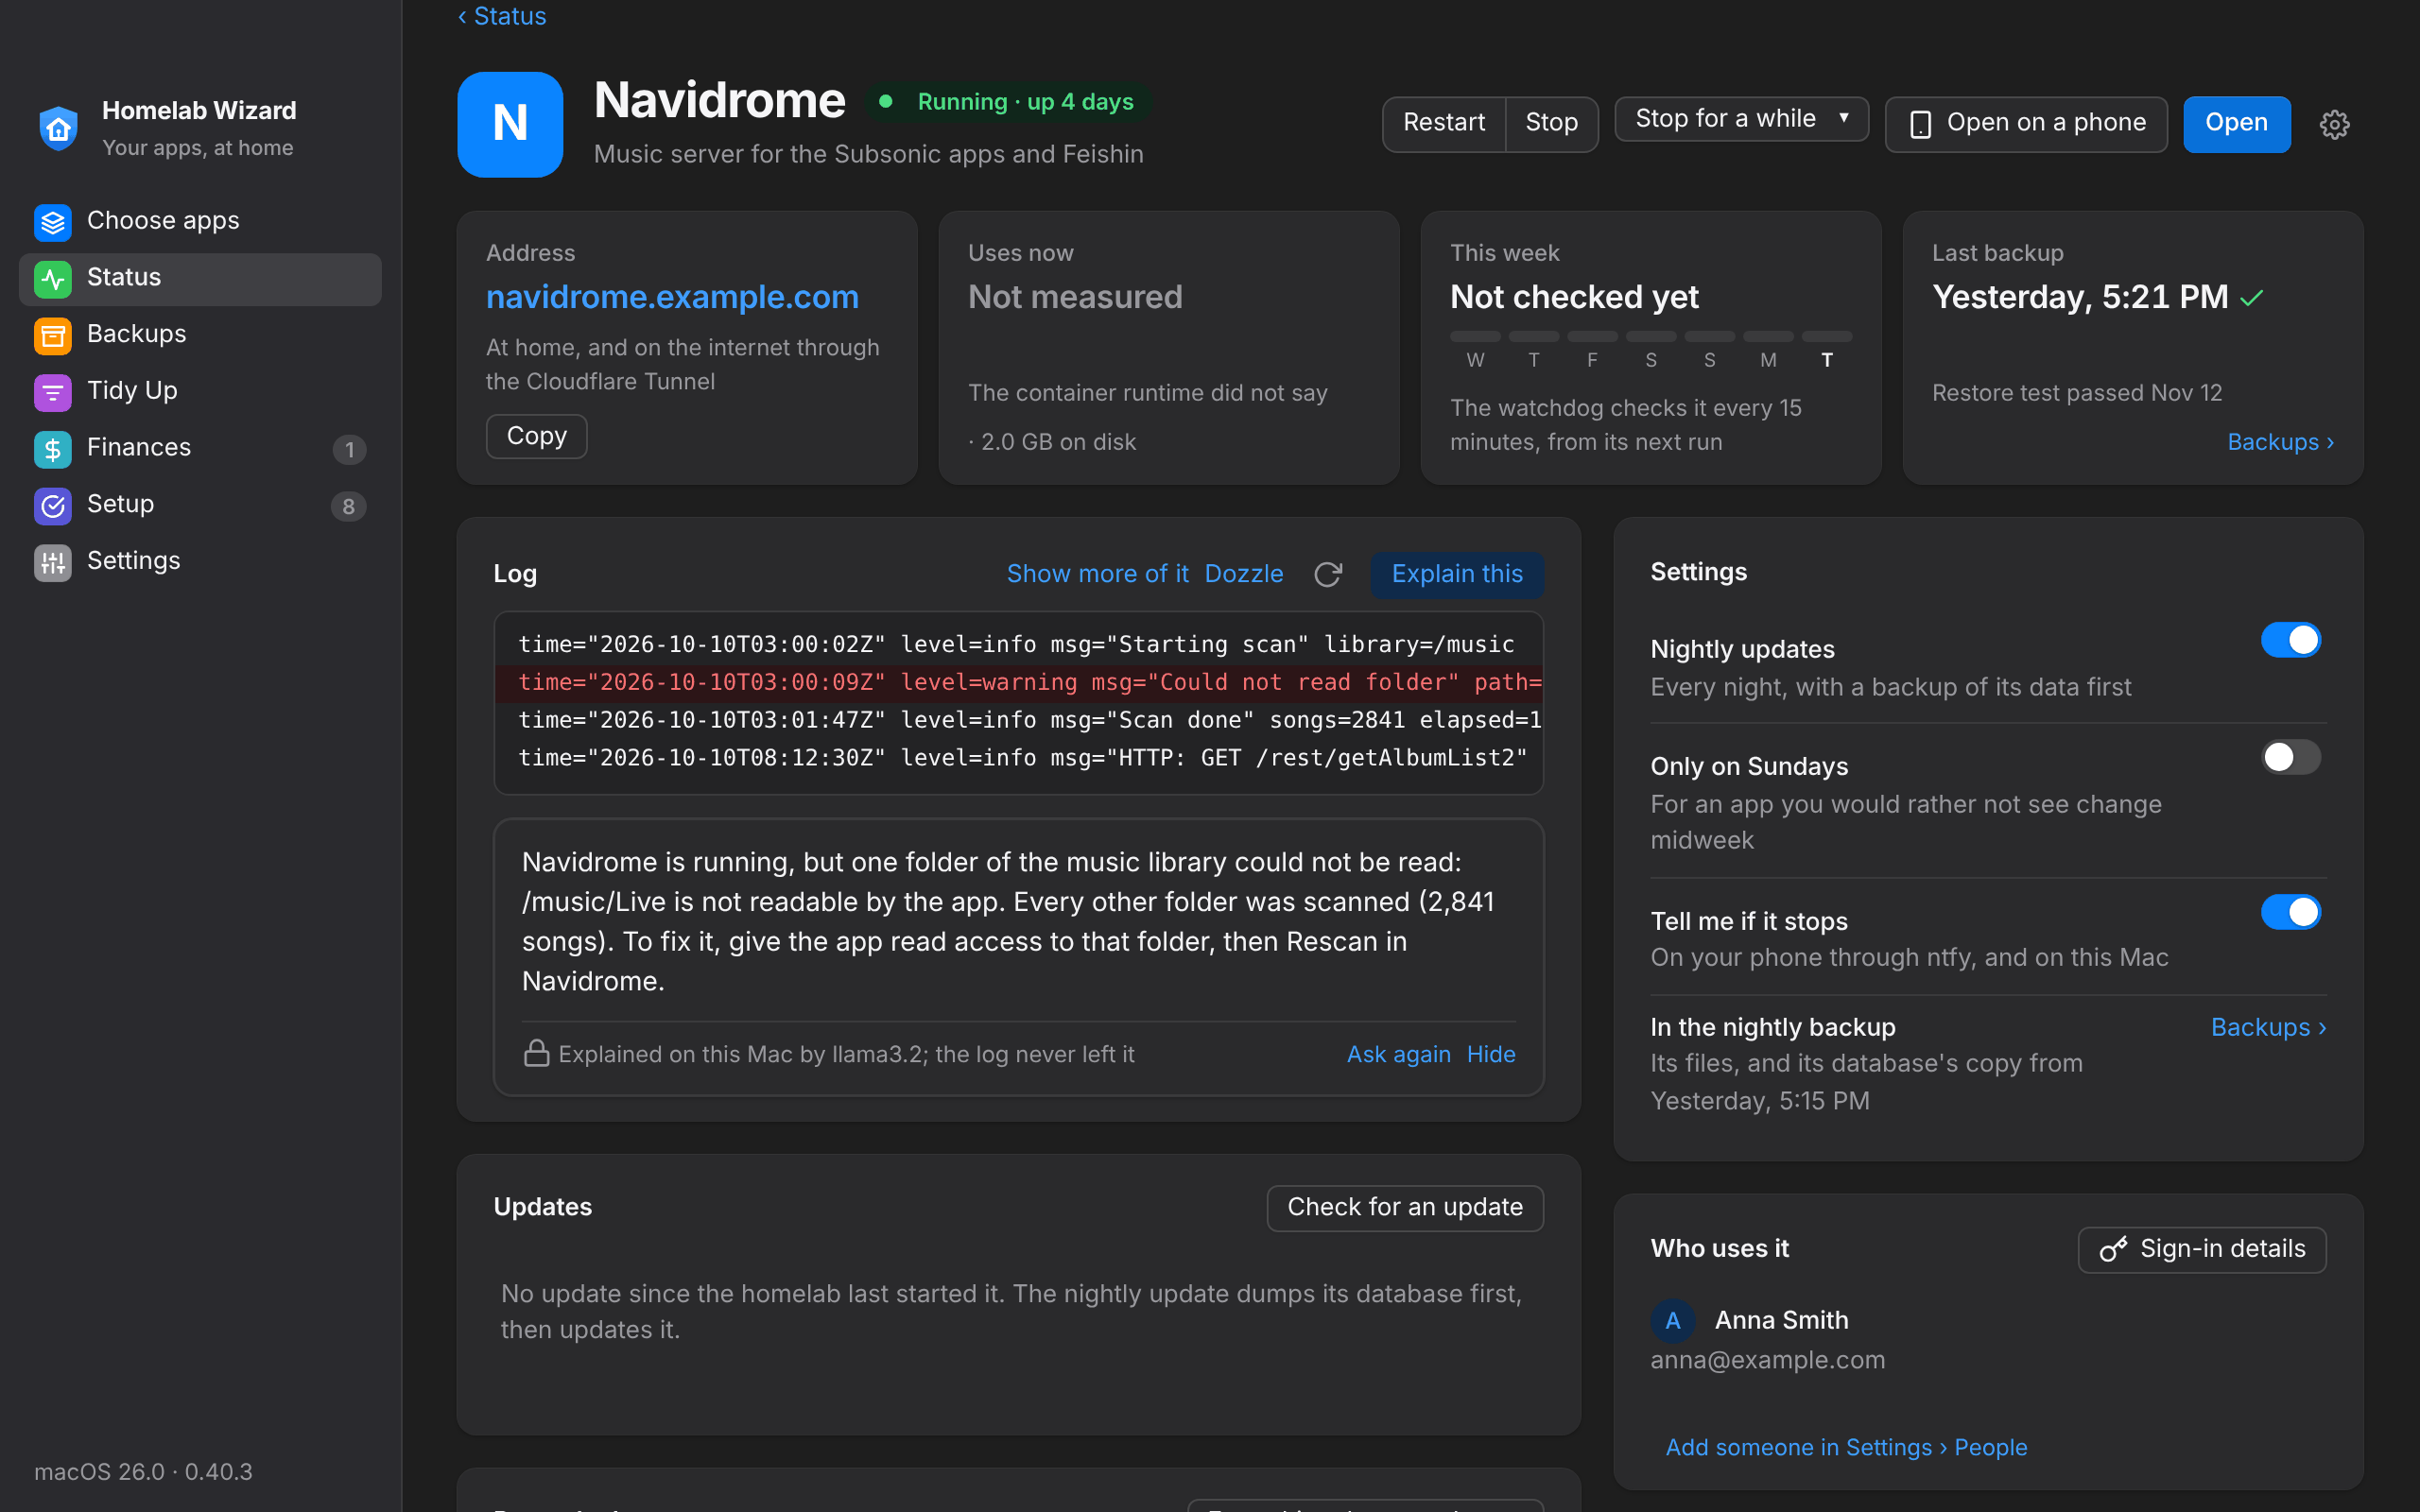 ‹ Status
Homelab Wizard
Your apps, at home
Choose apps
Status
Backups
Tidy Up
Finances 1
Setup 8
Settings
macOS 26.0 · 0.40.3
N
Navidrome
Running · up 4 days
Music server for the Subsonic apps and Feishin
Restart
Stop
Stop for a while
Open on a phone
Open
Address
navidrome.example.com
At home, and on the internet through
the Cloudflare Tunnel
Copy
Uses now
Not measured
The container runtime did not say
· 2.0 GB on disk
This week
Not checked yet
W T F S S M T
The watchdog checks it every 15
minutes, from its next run
Last backup
Yesterday, 5:21 PM
Restore test passed Nov 12
Backups ›
Log
Show more of it
Dozzle
Explain this
time="2026-10-10T03:00:02Z" level=info msg="Starting scan" library=/music
time="2026-10-10T03:00:09Z" level=warning msg="Could not read folder" path=
time="2026-10-10T03:01:47Z" level=info msg="Scan done" songs=2841 elapsed=1
time="2026-10-10T08:12:30Z" level=info msg="HTTP: GET /rest/getAlbumList2"
Navidrome is running, but one folder of the music library could not be read:
/music/Live is not readable by the app. Every other folder was scanned (2,841
songs). To fix it, give the app read access to that folder, then Rescan in
Navidrome.
Explained on this Mac by llama3.2; the log never left it
Ask again
Hide
Updates
Check for an update
No update since the homelab last started it. The nightly update dumps its database first,
then updates it.
Settings
Nightly updates
Every night, with a backup of its data first
Only on Sundays
For an app you would rather not see change
midweek
Tell me if it stops
On your phone through ntfy, and on this Mac
In the nightly backup
Backups ›
Its files, and its database's copy from
Yesterday, 5:15 PM
Who uses it
Sign-in details
A
Anna Smith
anna@example.com
Add someone in Settings › People